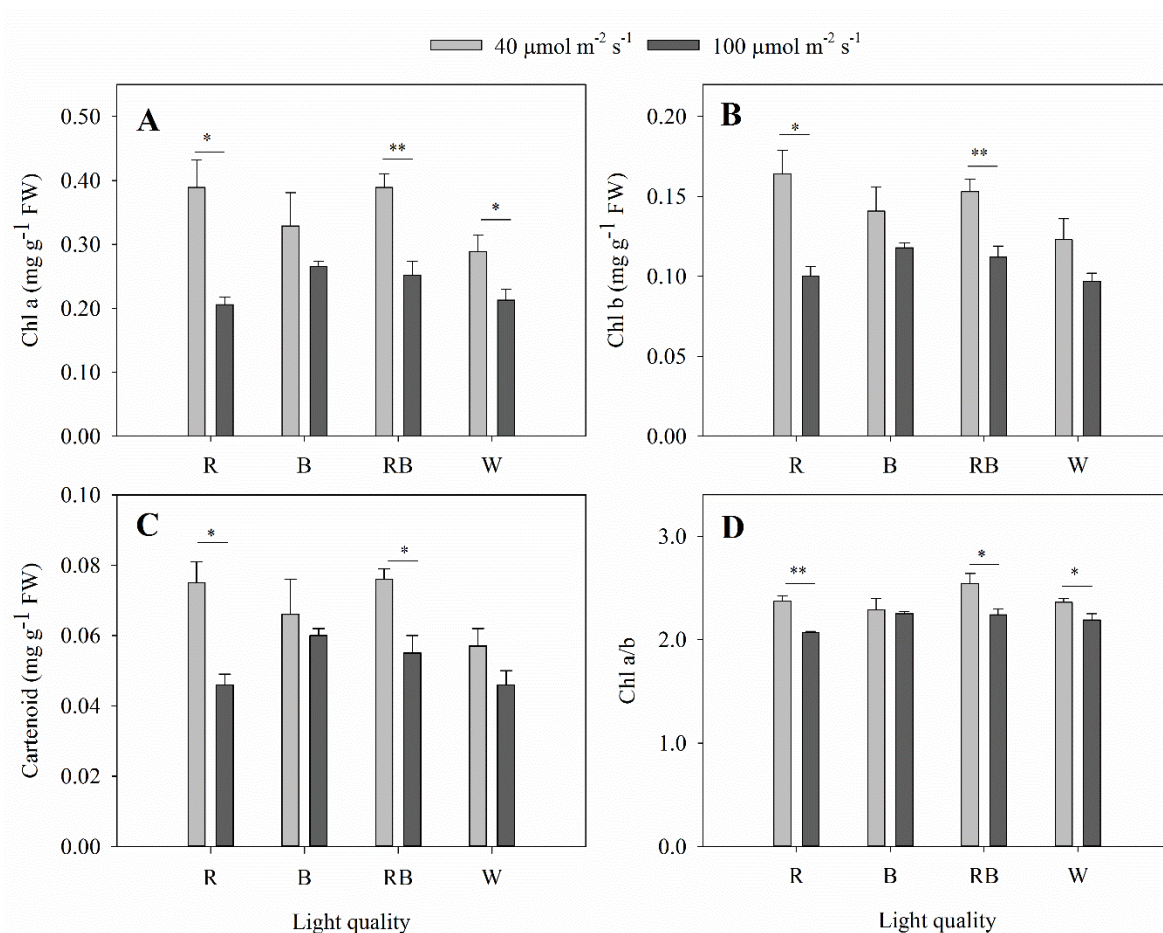 40 µmol m-2 s-1 100 µmol m-2 s-1
A
Chl a (mg g-1 FW)
0.50
0.40
0.30
0.20
0.10
0.00
* ** *
R B RB W
B
Chl b (mg g-1 FW)
0.20
0.15
0.10
0.05
0.00
* **
R B RB W
C
Cartenoid (mg g-1 FW)
0.10
0.08
0.06
0.04
0.02
0.00
* *
R B RB W
Light quality
D
Chl a/b
3.0
2.0
1.0
0.0
** * *
R B RB W
Light quality